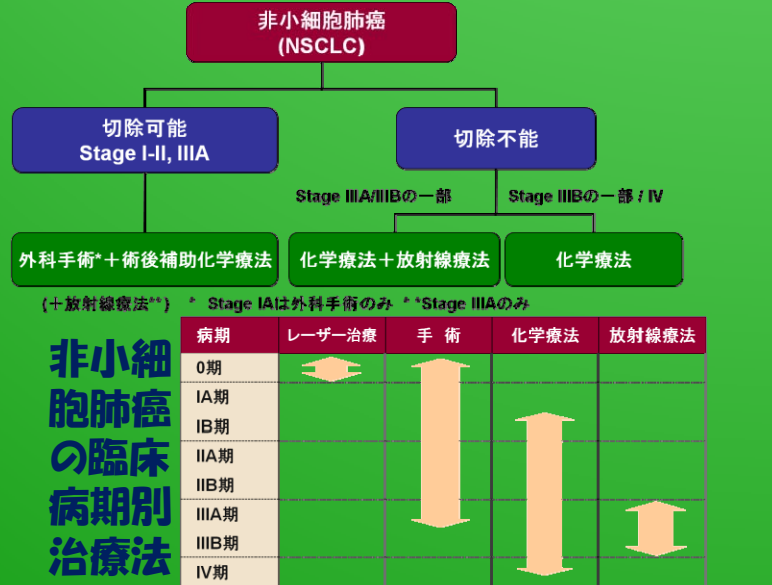 非小細胞肺癌
(NSCLC)
切除可能
Stage I-II, IIIA
切除不能
Stage IIIA/IIIBの一部
Stage IIIBの一部 / IV
外科手術*＋術後補助化学療法
化学療法＋放射線療法
化学療法
(＋放射線療法**)　* Stage IAは外科手術のみ * *Stage IIIAのみ
非小細
胞肺癌
の臨床
病期別
治療法
病期 レーザー治療 手 術 化学療法 放射線療法
0期
IA期
IB期
IIA期
IIB期
IIIA期
IIIB期
IV期